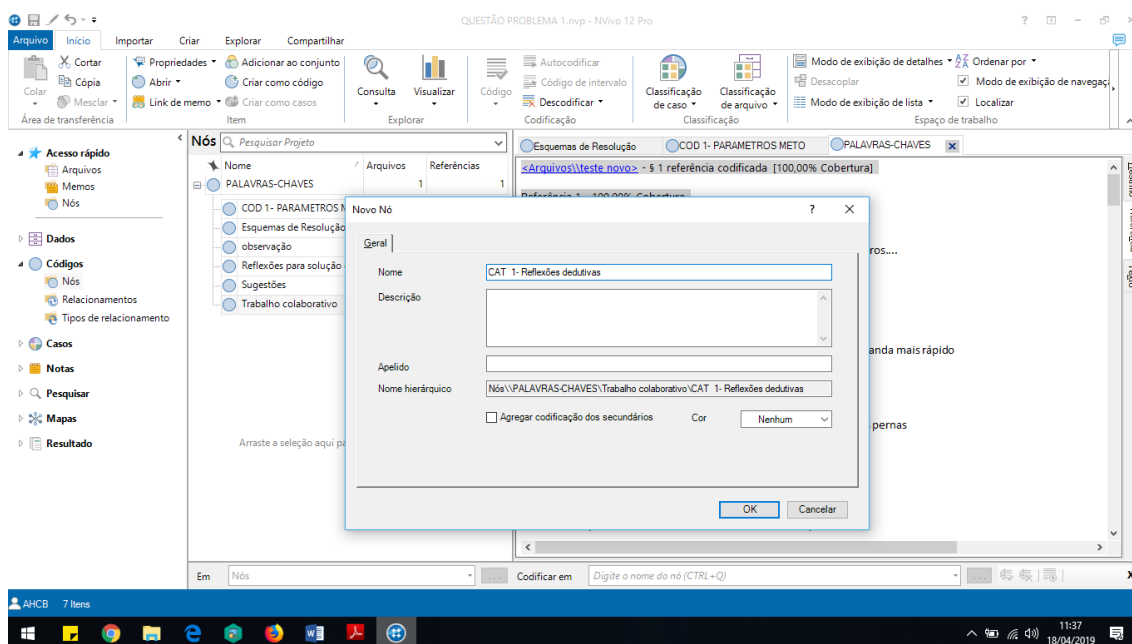 QUESTÃO PROBLEMA 1.nvp - NVivo 12 Pro
Arquivo Início Importar Criar Explorar Compartilhar
Colar
Cortar
Cópia
Mesclar
Área de transferência
Propriedades
Abrir
Link de memo
Adicionar ao conjunto
Criar como código
Criar como casos
Item
Consulta
Visualizar
Explorar
Código
Autocodificar
Código de intervalo
Descodificar
Codificação
Classificação de caso
Classificação de arquivo
Classificação
Modo de exibição de detalhes
Desacoplar
Modo de exibição de lista
Ordenar por
Modo de exibição de navegaç
Localizar
Espaço de trabalho
Acesso rápido
Arquivos
Memos
Nós
Dados
Códigos
Nós
Relacionamentos
Tipos de relacionamento
Casos
Notas
Pesquisar
Mapas
Resultado
Nós Pesquisar Projeto
Nome Arquivos Referências
PALAVRAS-CHAVES 1 1
COD 1- PARAMETROS M
Esquemas de Resolução
observação
Reflexões para solução
Sugestões
Trabalho colaborativo
Arraste a seleção aqui pa
Esquemas de Resolução COD 1- PARAMETROS METO PALAVRAS-CHAVES
<Arquivos\\teste novo> - § 1 referência codificada [100,00% Cobertura]
Referência 1 - 100,00% Cobertura
ros....
anda mais rápido
pernas
Novo Nó ?
Geral
Nome CAT 1- Reflexões dedutivas
Descrição
Apelido
Nome hierárquico Nós\\PALAVRAS-CHAVES\Trabalho colaborativo\CAT 1- Reflexões dedutivas
Agregar codificação dos secundários Cor Nenhum
OK Cancelar
Em Nós ... Codificar em Digite o nome do nó (CTRL+Q) ...
AHCB 7 Itens
11:37
18/04/2019